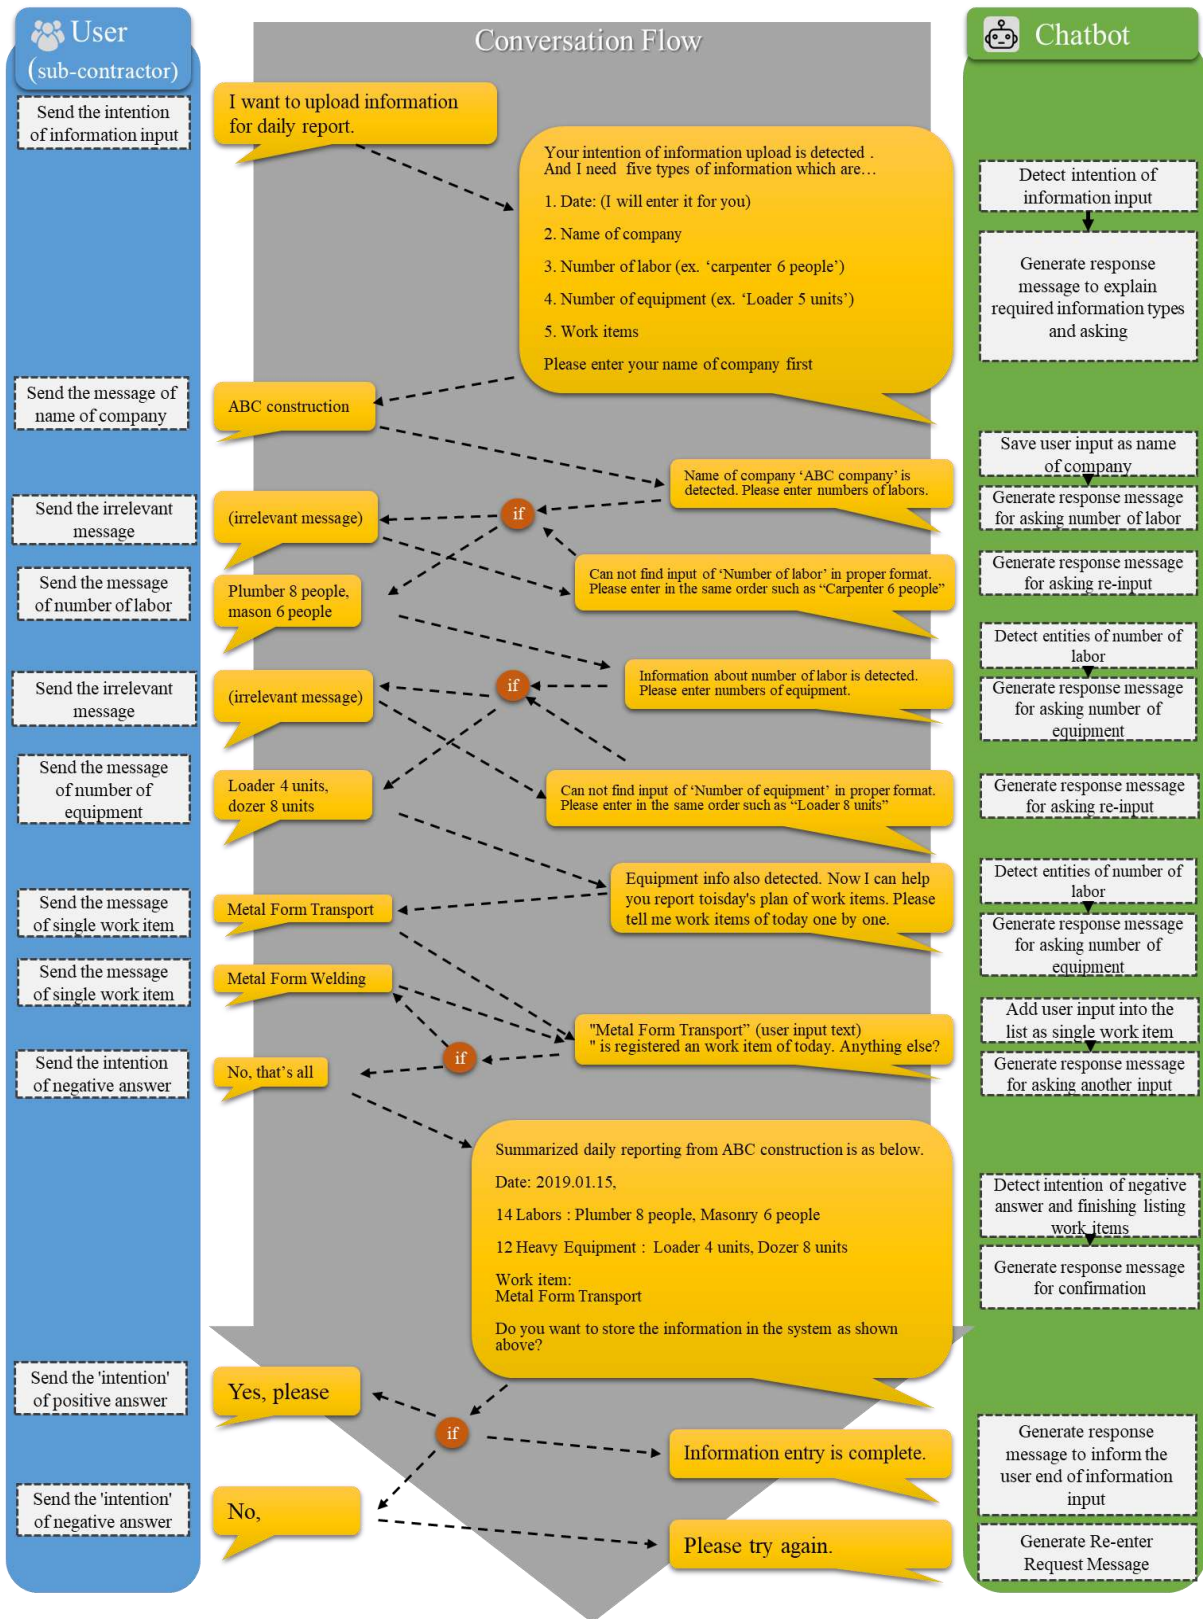 User
(sub-contractor)
Conversation Flow
Chatbot
Send the intention
of information input
I want to upload information
for daily report.
Your intention of information upload is detected .
And I need  five types of information which are…
1. Date: (I will enter it for you)
2. Name of company
3. Number of labor (ex. ‘carpenter 6 people’)
4. Number of equipment (ex. ‘Loader 5 units’)
5. Work items
Please enter your name of company first
Detect intention of
information input
Generate response
message to explain
required information types
and asking
Send the message of
name of company
ABC construction
Name of company ‘ABC company’ is
detected. Please enter numbers of labors.
Save user input as name
of company
Generate response message
for asking number of labor
Send the irrelevant
message
(irrelevant message)
if
Can not find input of ‘Number of labor’ in proper format.
Please enter in the same order such as “Carpenter 6 people”
Generate response message
for asking re-input
Send the message
of number of labor
Plumber 8 people,
mason 6 people
Information about number of labor is detected.
Please enter numbers of equipment.
Detect entities of number of
labor
Generate response message
for asking number of
equipment
Send the irrelevant
message
(irrelevant message)
if
Can not find input of ‘Number of equipment’ in proper format.
Please enter in the same order such as “Loader 8 units”
Generate response message
for asking re-input
Send the message
of number of
equipment
Loader 4 units,
dozer 8 units
Equipment info also detected. Now I can help
you report toisday's plan of work items. Please
tell me work items of today one by one.
Detect entities of number of
labor
Generate response message
for asking number of
equipment
Send the message
of single work item
Metal Form Transport
Send the message
of single work item
Metal Form Welding
"Metal Form Transport” (user input text)
" is registered an work item of today. Anything else?
Add user input into the
list as single work item
Generate response message
for asking another input
if
Send the intention
of negative answer
No, that’s all
Summarized daily reporting from ABC construction is as below.
Date: 2019.01.15,
14 Labors : Plumber 8 people, Masonry 6 people
12 Heavy Equipment :  Loader 4 units, Dozer 8 units
Work item:
Metal Form Transport
Do you want to store the information in the system as shown
above?
Detect intention of negative
answer and finishing listing
work items
Generate response message
for confirmation
Send the 'intention'
of positive answer
Yes, please
if
Information entry is complete.
Generate response
message to inform the
user end of information
input
Send the 'intention'
of negative answer
No,
Please try again.
Generate Re-enter
Request Message